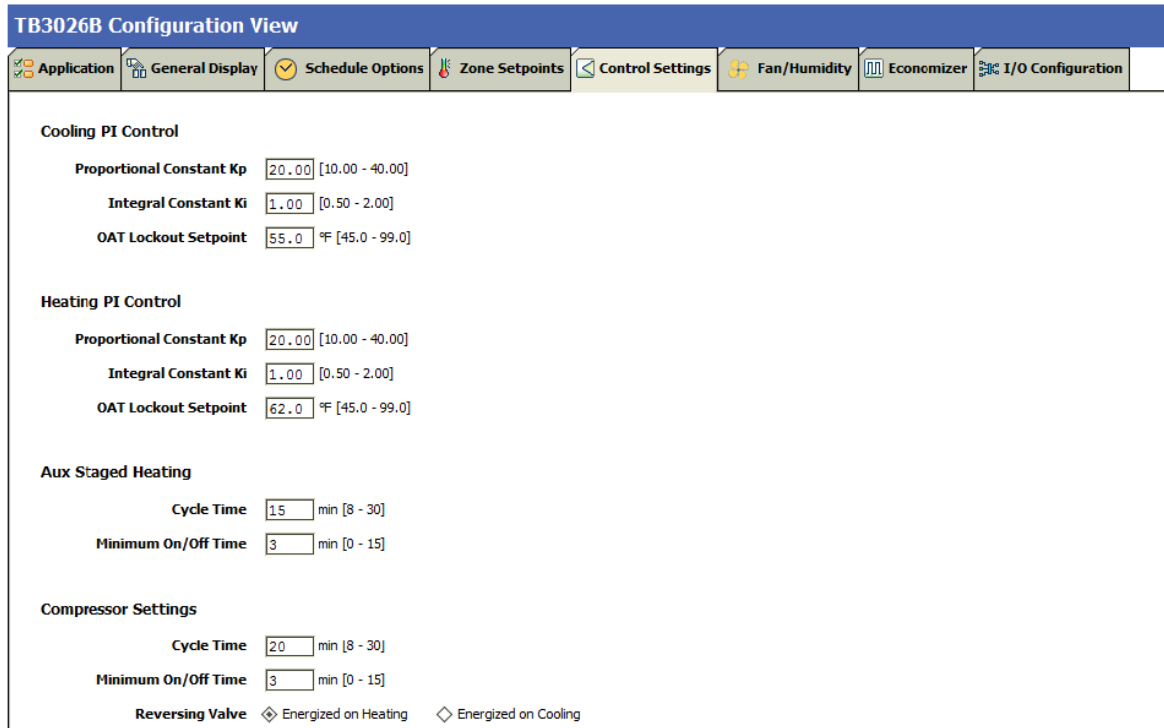 TB3026B Configuration View
Application General Display Schedule Options Zone Setpoints Control Settings Fan/Humidity Economizer I/O Configuration
Cooling PI Control
Proportional Constant Kp 20.00 [10.00 - 40.00]
Integral Constant Ki 1.00 [0.50 - 2.00]
OAT Lockout Setpoint 55.0 °F [45.0 - 99.0]
Heating PI Control
Proportional Constant Kp 20.00 [10.00 - 40.00]
Integral Constant Ki 1.00 [0.50 - 2.00]
OAT Lockout Setpoint 62.0 °F [45.0 - 99.0]
Aux Staged Heating
Cycle Time 15 min [8 - 30]
Minimum On/Off Time 3 min [0 - 15]
Compressor Settings
Cycle Time 20 min [8 - 30]
Minimum On/Off Time 3 min [0 - 15]
Reversing Valve Energized on Heating Energized on Cooling